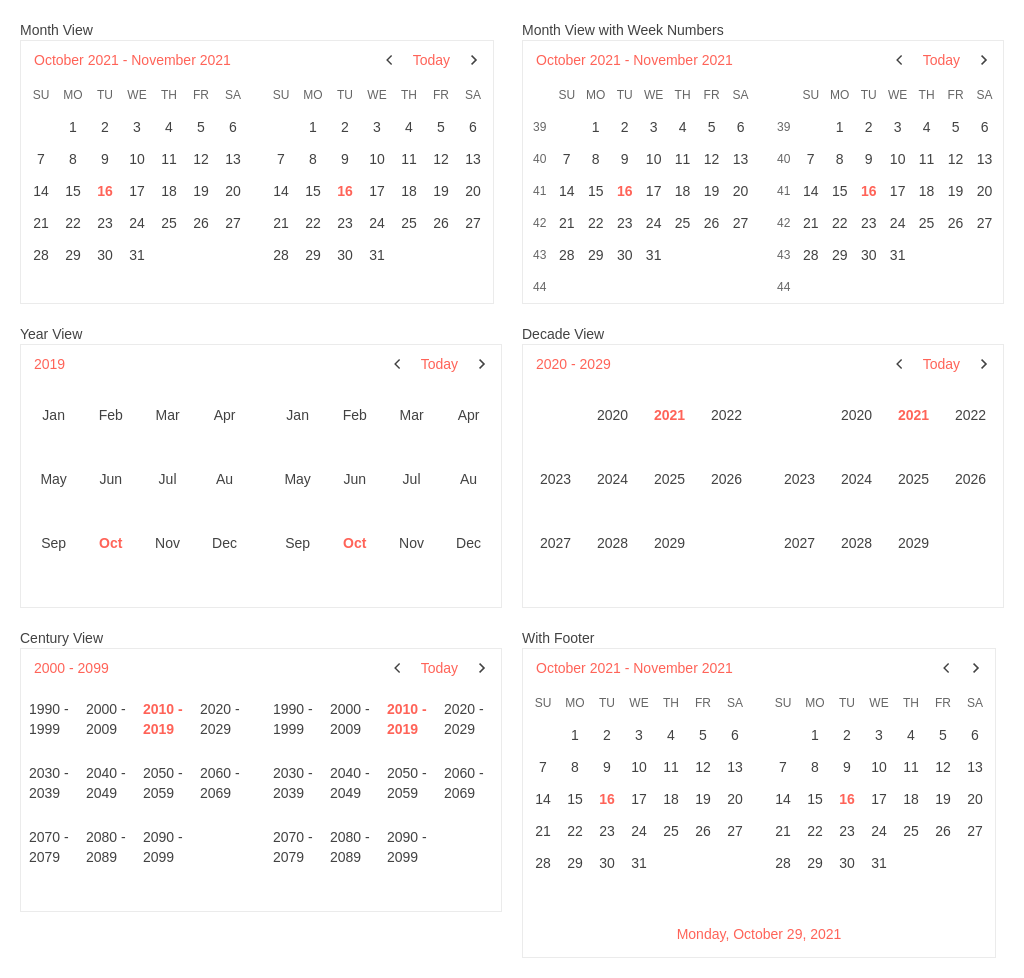 Month View
October 2021 - November 2021 Today
SU MO TU WE TH FR SA SU MO TU WE TH FR SA
1 2 3 4 5 6 1 2 3 4 5 6
7 8 9 10 11 12 13 7 8 9 10 11 12 13
14 15 16 17 18 19 20 14 15 16 17 18 19 20
21 22 23 24 25 26 27 21 22 23 24 25 26 27
28 29 30 31 28 29 30 31
Month View with Week Numbers
October 2021 - November 2021 Today
SU MO TU WE TH FR SA SU MO TU WE TH FR SA
39 1 2 3 4 5 6 39 1 2 3 4 5 6
40 7 8 9 10 11 12 13 40 7 8 9 10 11 12 13
41 14 15 16 17 18 19 20 41 14 15 16 17 18 19 20
42 21 22 23 24 25 26 27 42 21 22 23 24 25 26 27
43 28 29 30 31 43 28 29 30 31
44 44
Year View
2019 Today
Jan Feb Mar Apr Jan Feb Mar Apr
May Jun Jul Au May Jun Jul Au
Sep Oct Nov Dec Sep Oct Nov Dec
Decade View
2020 - 2029 Today
2020 2021 2022 2020 2021 2022
2023 2024 2025 2026 2023 2024 2025 2026
2027 2028 2029 2027 2028 2029
Century View
2000 - 2099 Today
1990 - 2000 - 2010 - 2020 - 1990 - 2000 - 2010 - 2020 -
1999 2009 2019 2029 1999 2009 2019 2029
2030 - 2040 - 2050 - 2060 - 2030 - 2040 - 2050 - 2060 -
2039 2049 2059 2069 2039 2049 2059 2069
2070 - 2080 - 2090 - 2070 - 2080 - 2090 -
2079 2089 2099 2079 2089 2099
With Footer
October 2021 - November 2021
SU MO TU WE TH FR SA SU MO TU WE TH FR SA
1 2 3 4 5 6 1 2 3 4 5 6
7 8 9 10 11 12 13 7 8 9 10 11 12 13
14 15 16 17 18 19 20 14 15 16 17 18 19 20
21 22 23 24 25 26 27 21 22 23 24 25 26 27
28 29 30 31 28 29 30 31
Monday, October 29, 2021